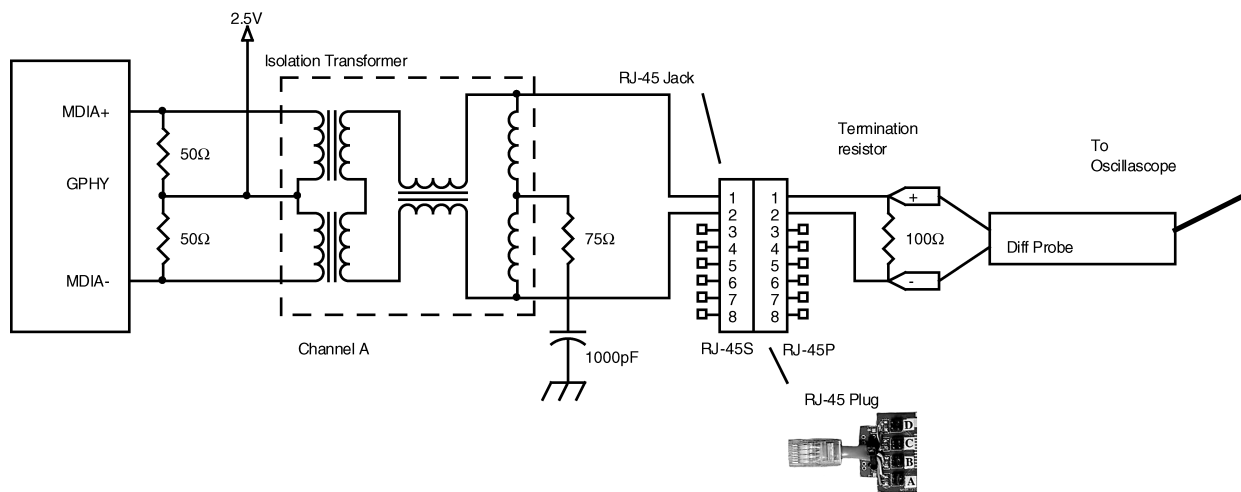 2.5V
Isolation Transformer
RJ-45 Jack
MDIA+
Termination
resistor
To
Oscillascope
50Ω
GPHY
1 1
+
2 2
3 3
75Ω
100Ω
50Ω
4 4
Diff Probe
5 5
MDIA-
6 6
-
7 7
8 8
Channel A
1000pF
RJ-45S
RJ-45P
RJ-45 Plug
D
C
B
A